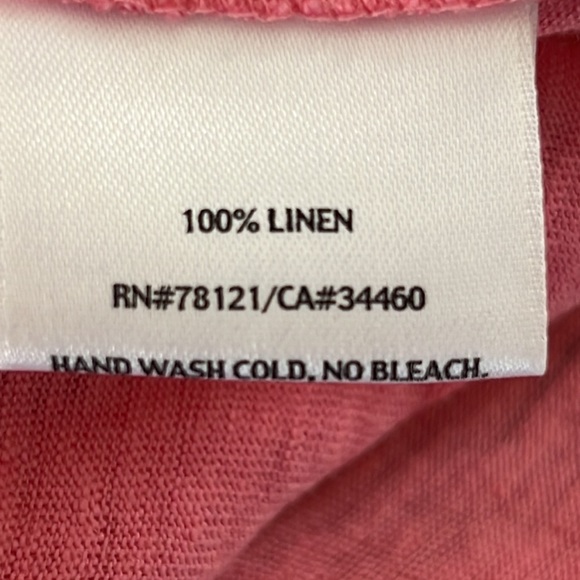 100% LINEN
RN#78121/CA#34460
HAND WASH COLD, NO BLEACH.